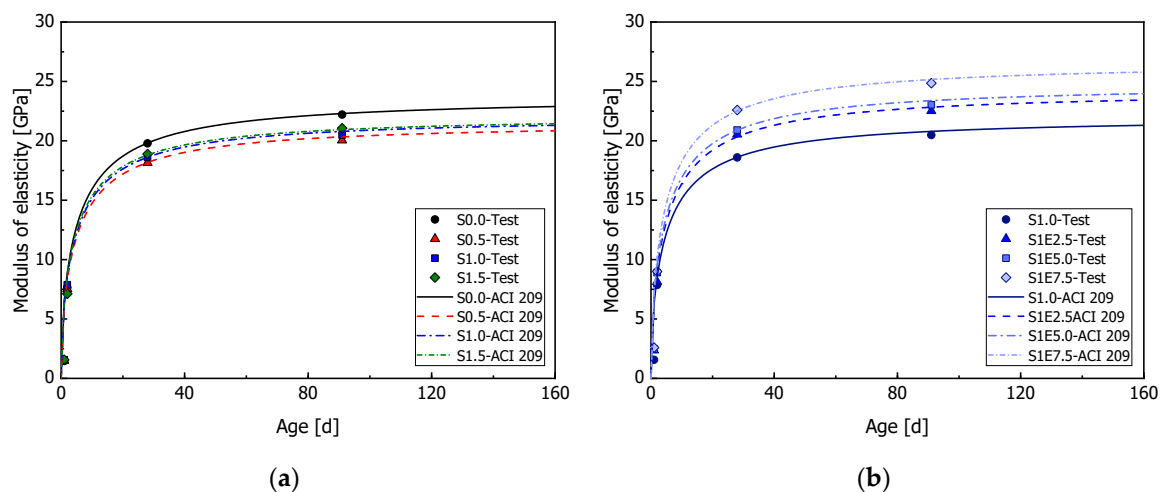 30
25
20
15
10
5
0
Modulus of elasticity [GPa]
S0.0-Test
S0.5-Test
S1.0-Test
S1.5-Test
S0.0-ACI 209
S0.5-ACI 209
S1.0-ACI 209
S1.5-ACI 209
0 40 80 120 160
Age [d]
(a)
30
25
20
15
10
5
0
Modulus of elasticity [GPa]
S1.0-Test
S1E2.5-Test
S1E5.0-Test
S1E7.5-Test
S1.0-ACI 209
S1E2.5ACI 209
S1E5.0-ACI 209
S1E7.5-ACI 209
0 40 80 120 160
Age [d]
(b)